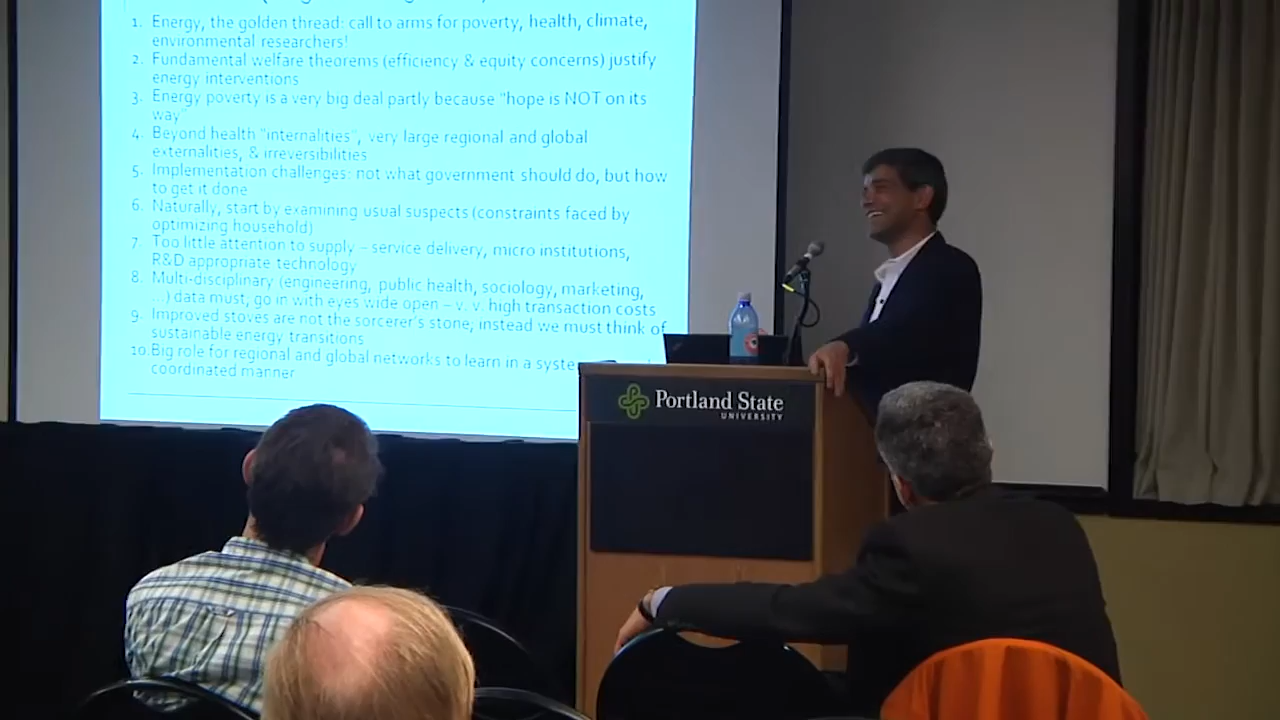 1. Energy, the golden thread: call to arms for poverty, health, climate,
environmental researchers!
2. Fundamental welfare theorems (efficiency & equity concerns) justify
energy interventions
3. Energy poverty is a very big deal partly because "hope is NOT on its
way"
4. Beyond health "internalities", very large regional and global
externalities, & irreversibilities
5. Implementation challenges: not what government should do, but how
to get it done
6. Naturally, start by examining usual suspects (constraints faced by
optimizing household)
7. Too little attention to supply – service delivery, micro institutions,
R&D appropriate technology
8. Multi-disciplinary (engineering, public health, sociology, marketing,
...) data must, go in with eyes wide open – v. v. high transaction costs
9. Improved stoves are not the sorcerer's stone; instead we must think of
sustainable energy transitions
10. Big role for regional and global networks to learn in a
coordinated manner
Portland State
UNIVERSITY